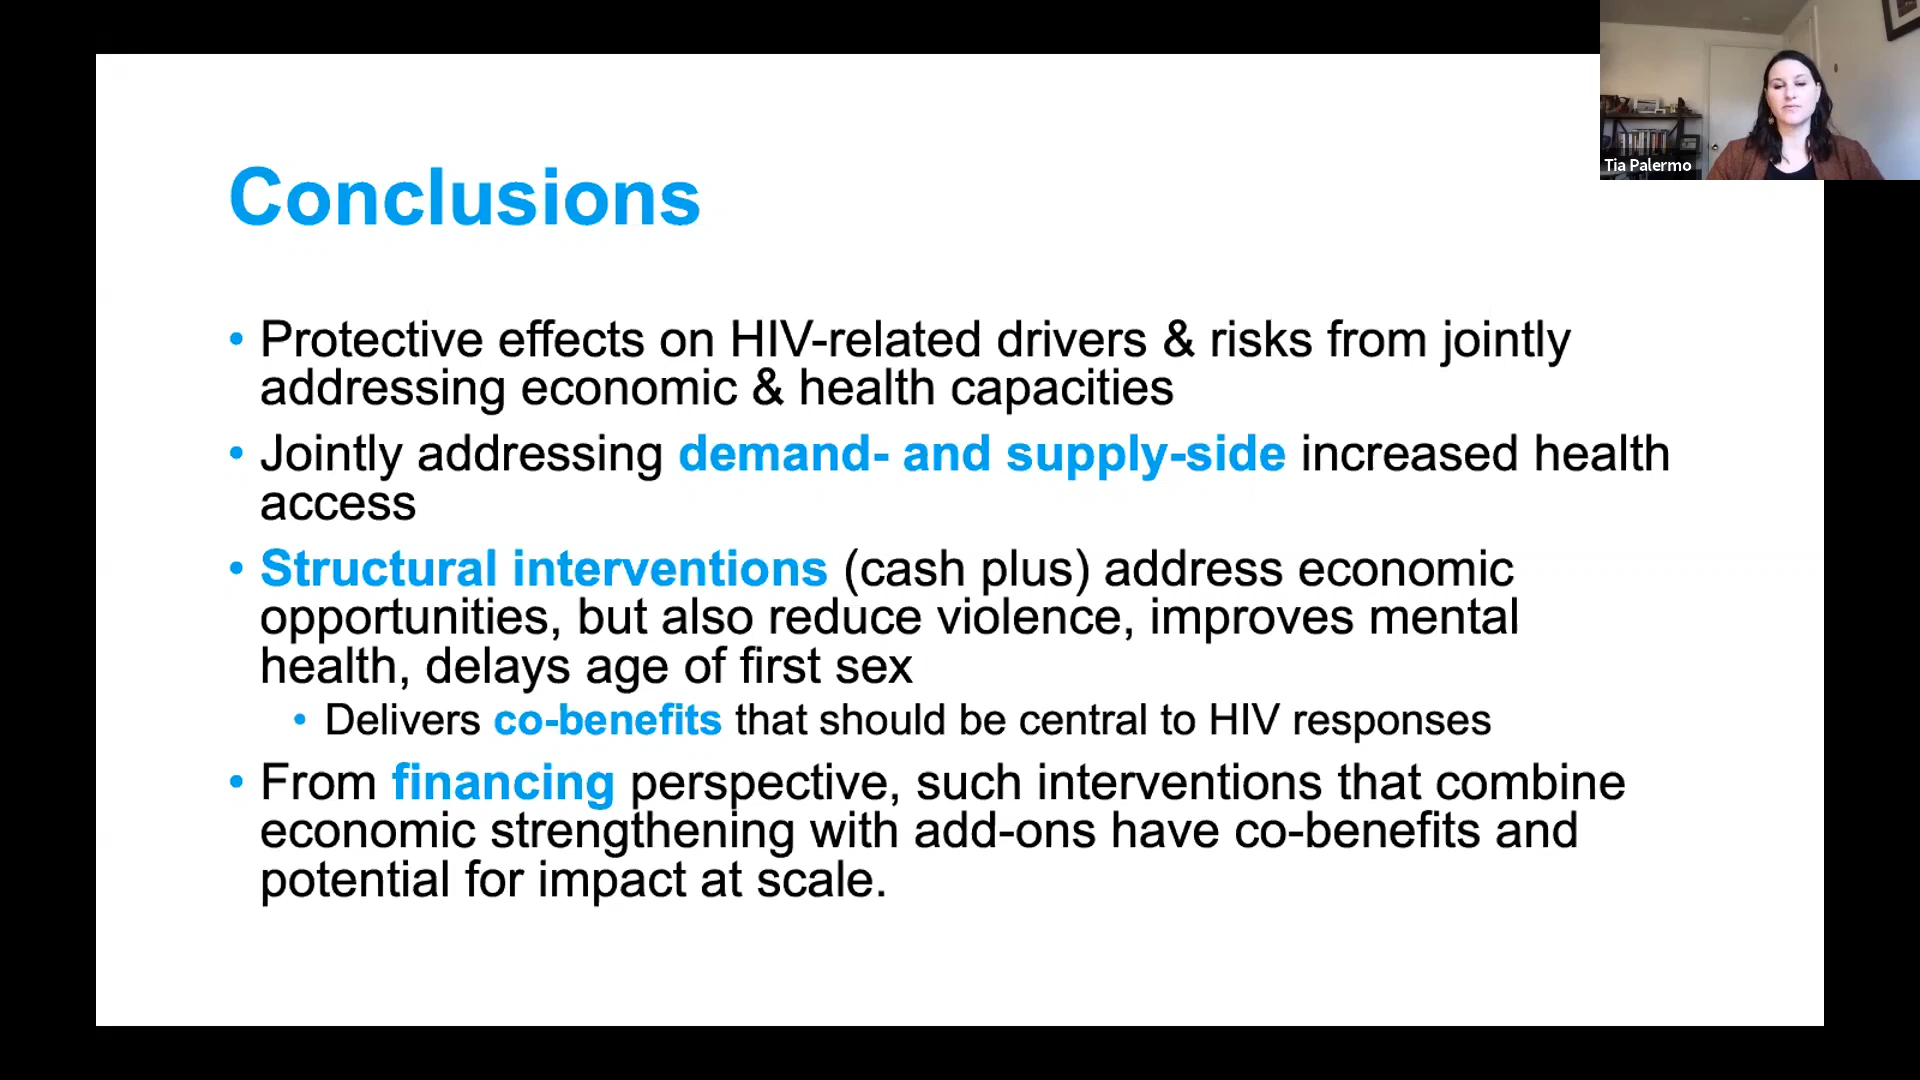 Tia Palermo
Conclusions
• Protective effects on HIV-related drivers & risks from jointly
addressing economic & health capacities
• Jointly addressing demand- and supply-side increased health
access
• Structural interventions (cash plus) address economic
opportunities, but also reduce violence, improves mental
health, delays age of first sex
• Delivers co-benefits that should be central to HIV responses
• From financing perspective, such interventions that combine
economic strengthening with add-ons have co-benefits and
potential for impact at scale.